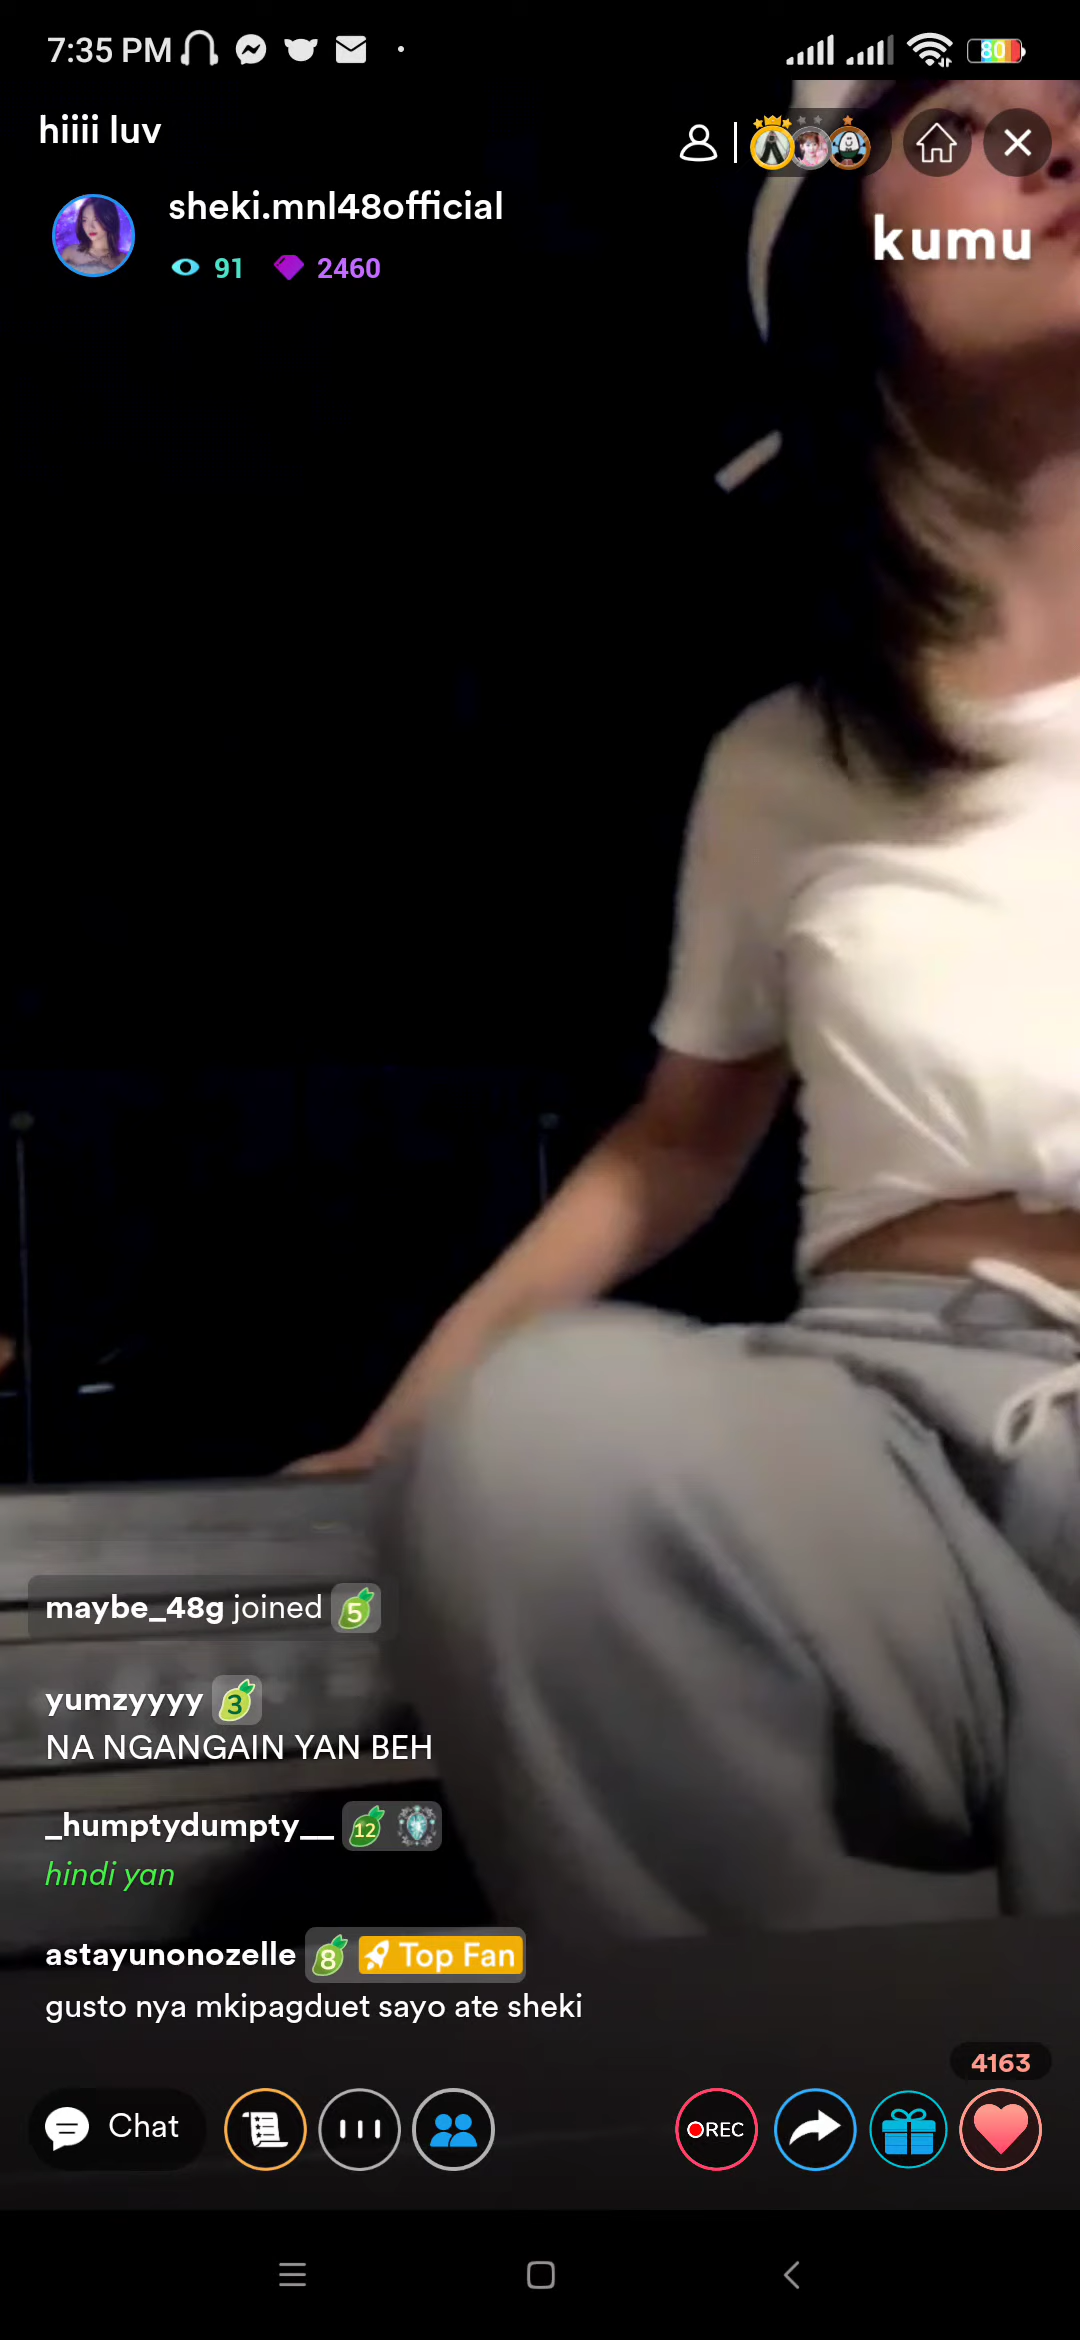 7:35 PM
80
hiiii luv
sheki.mnl48official
91 2460
kumu
maybe_48g joined 5
yumzyyyy 3
NA NGANGAIN YAN BEH
_humptydumpty__ 12
hindi yan
astayunonozelle 8 Top Fan
gusto nya mkipagduet sayo ate sheki
4163
Chat
REC